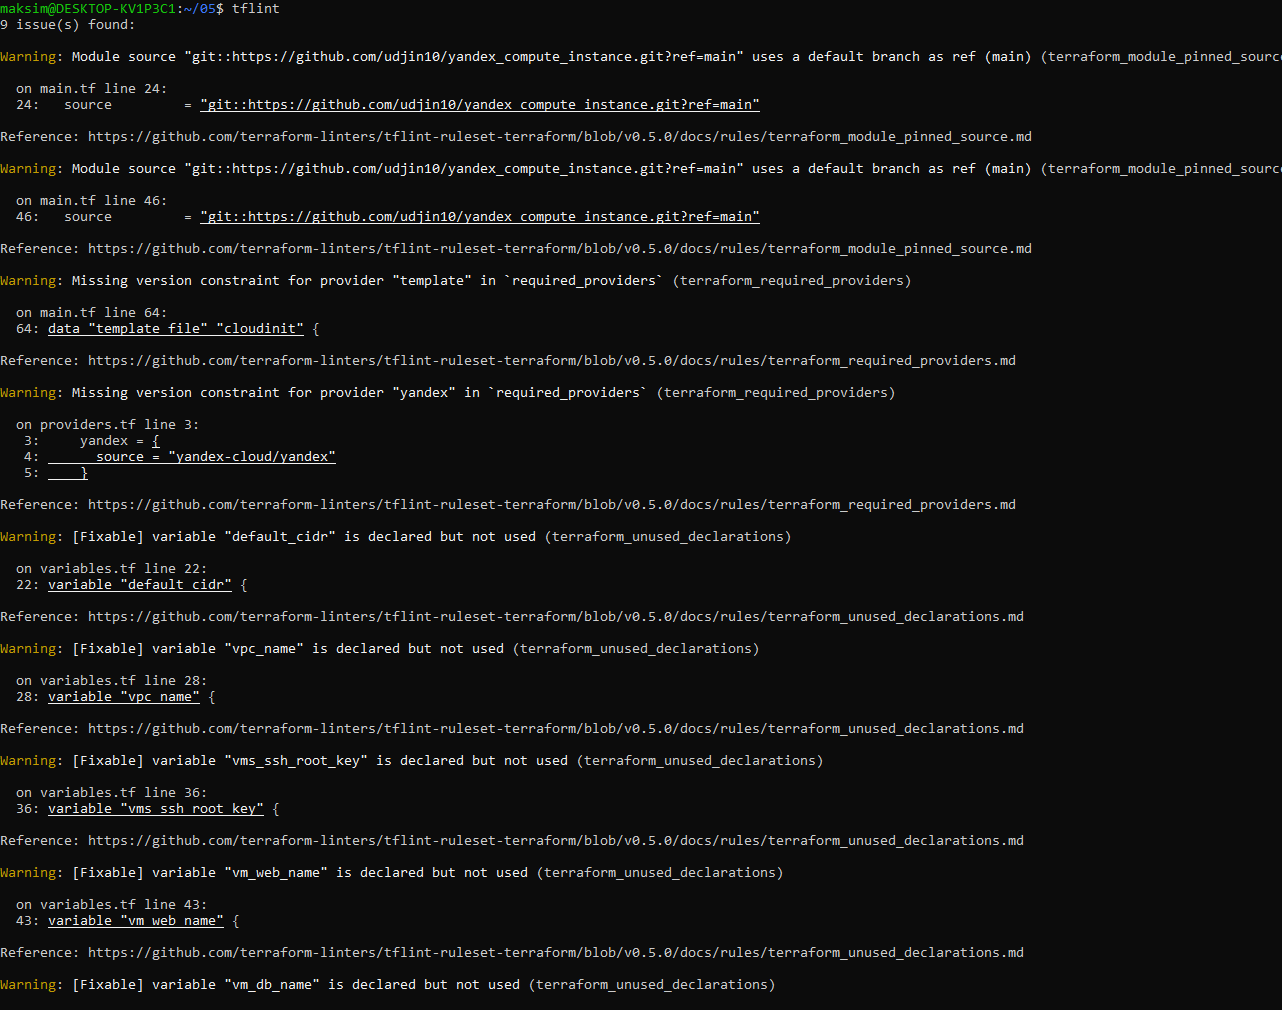 maksim@DESKTOP-KV1P3C1:~/05$ tflint
9 issue(s) found:
Warning: Module source "git::https://github.com/udjin10/yandex_compute_instance.git?ref=main" uses a default branch as ref (main) (terraform_module_pinned_sourc
on main.tf line 24:
24:   source         = "git::https://github.com/udjin10/yandex_compute_instance.git?ref=main"
Reference: https://github.com/terraform-linters/tflint-ruleset-terraform/blob/v0.5.0/docs/rules/terraform_module_pinned_source.md
Warning: Module source "git::https://github.com/udjin10/yandex_compute_instance.git?ref=main" uses a default branch as ref (main) (terraform_module_pinned_sourc
on main.tf line 46:
46:   source         = "git::https://github.com/udjin10/yandex_compute_instance.git?ref=main"
Reference: https://github.com/terraform-linters/tflint-ruleset-terraform/blob/v0.5.0/docs/rules/terraform_module_pinned_source.md
Warning: Missing version constraint for provider "template" in `required_providers` (terraform_required_providers)
on main.tf line 64:
64: data "template_file" "cloudinit" {
Reference: https://github.com/terraform-linters/tflint-ruleset-terraform/blob/v0.5.0/docs/rules/terraform_required_providers.md
Warning: Missing version constraint for provider "yandex" in `required_providers` (terraform_required_providers)
on providers.tf line 3:
3:     yandex = {
4:       source = "yandex-cloud/yandex"
5:     }
Reference: https://github.com/terraform-linters/tflint-ruleset-terraform/blob/v0.5.0/docs/rules/terraform_required_providers.md
Warning: [Fixable] variable "default_cidr" is declared but not used (terraform_unused_declarations)
on variables.tf line 22:
22: variable "default_cidr" {
Reference: https://github.com/terraform-linters/tflint-ruleset-terraform/blob/v0.5.0/docs/rules/terraform_unused_declarations.md
Warning: [Fixable] variable "vpc_name" is declared but not used (terraform_unused_declarations)
on variables.tf line 28:
28: variable "vpc_name" {
Reference: https://github.com/terraform-linters/tflint-ruleset-terraform/blob/v0.5.0/docs/rules/terraform_unused_declarations.md
Warning: [Fixable] variable "vms_ssh_root_key" is declared but not used (terraform_unused_declarations)
on variables.tf line 36:
36: variable "vms_ssh_root_key" {
Reference: https://github.com/terraform-linters/tflint-ruleset-terraform/blob/v0.5.0/docs/rules/terraform_unused_declarations.md
Warning: [Fixable] variable "vm_web_name" is declared but not used (terraform_unused_declarations)
on variables.tf line 43:
43: variable "vm_web_name" {
Reference: https://github.com/terraform-linters/tflint-ruleset-terraform/blob/v0.5.0/docs/rules/terraform_unused_declarations.md
Warning: [Fixable] variable "vm_db_name" is declared but not used (terraform_unused_declarations)